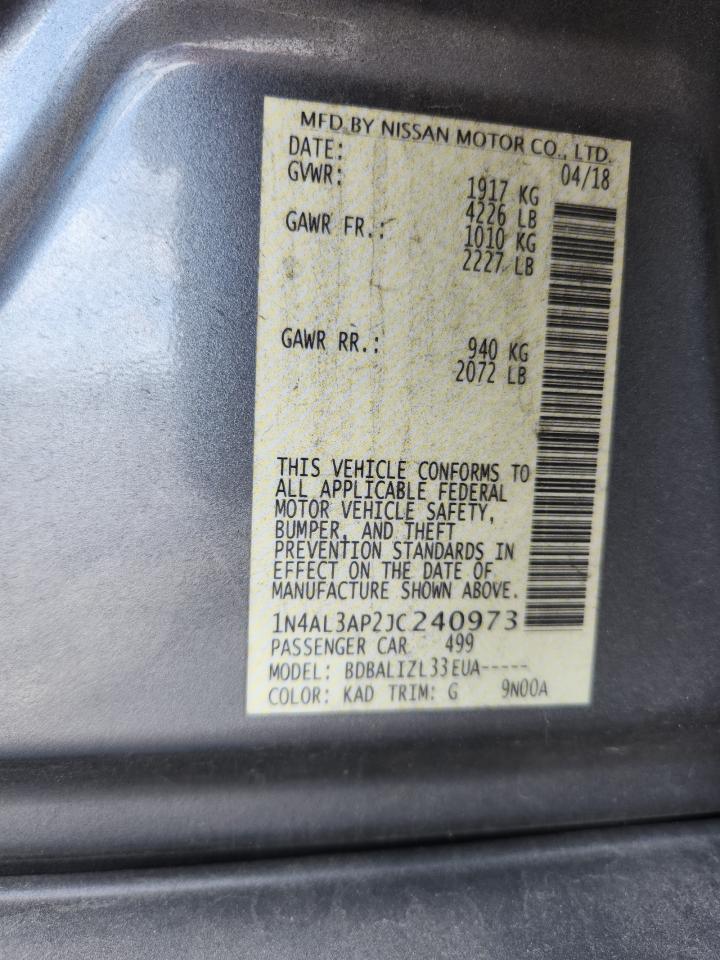 MFD.BY NISSAN MOTOR CO., LTD.
DATE: 04/18
GVWR: 1917 KG
4226 LB
GAWR FR.: 1010 KG
2227 LB
GAWR RR.: 940 KG
2072 LB
THIS VEHICLE CONFORMS TO
ALL APPLICABLE FEDERAL
MOTOR VEHICLE SAFETY,
BUMPER, AND THEFT
PREVENTION STANDARDS IN
EFFECT ON THE DATE OF
MANUFACTURE SHOWN ABOVE.
1N4AL3AP2JC240973
PASSENGER CAR 499
MODEL: BDBALIZL33EUA-----
COLOR: KAD TRIM: G 9N00A